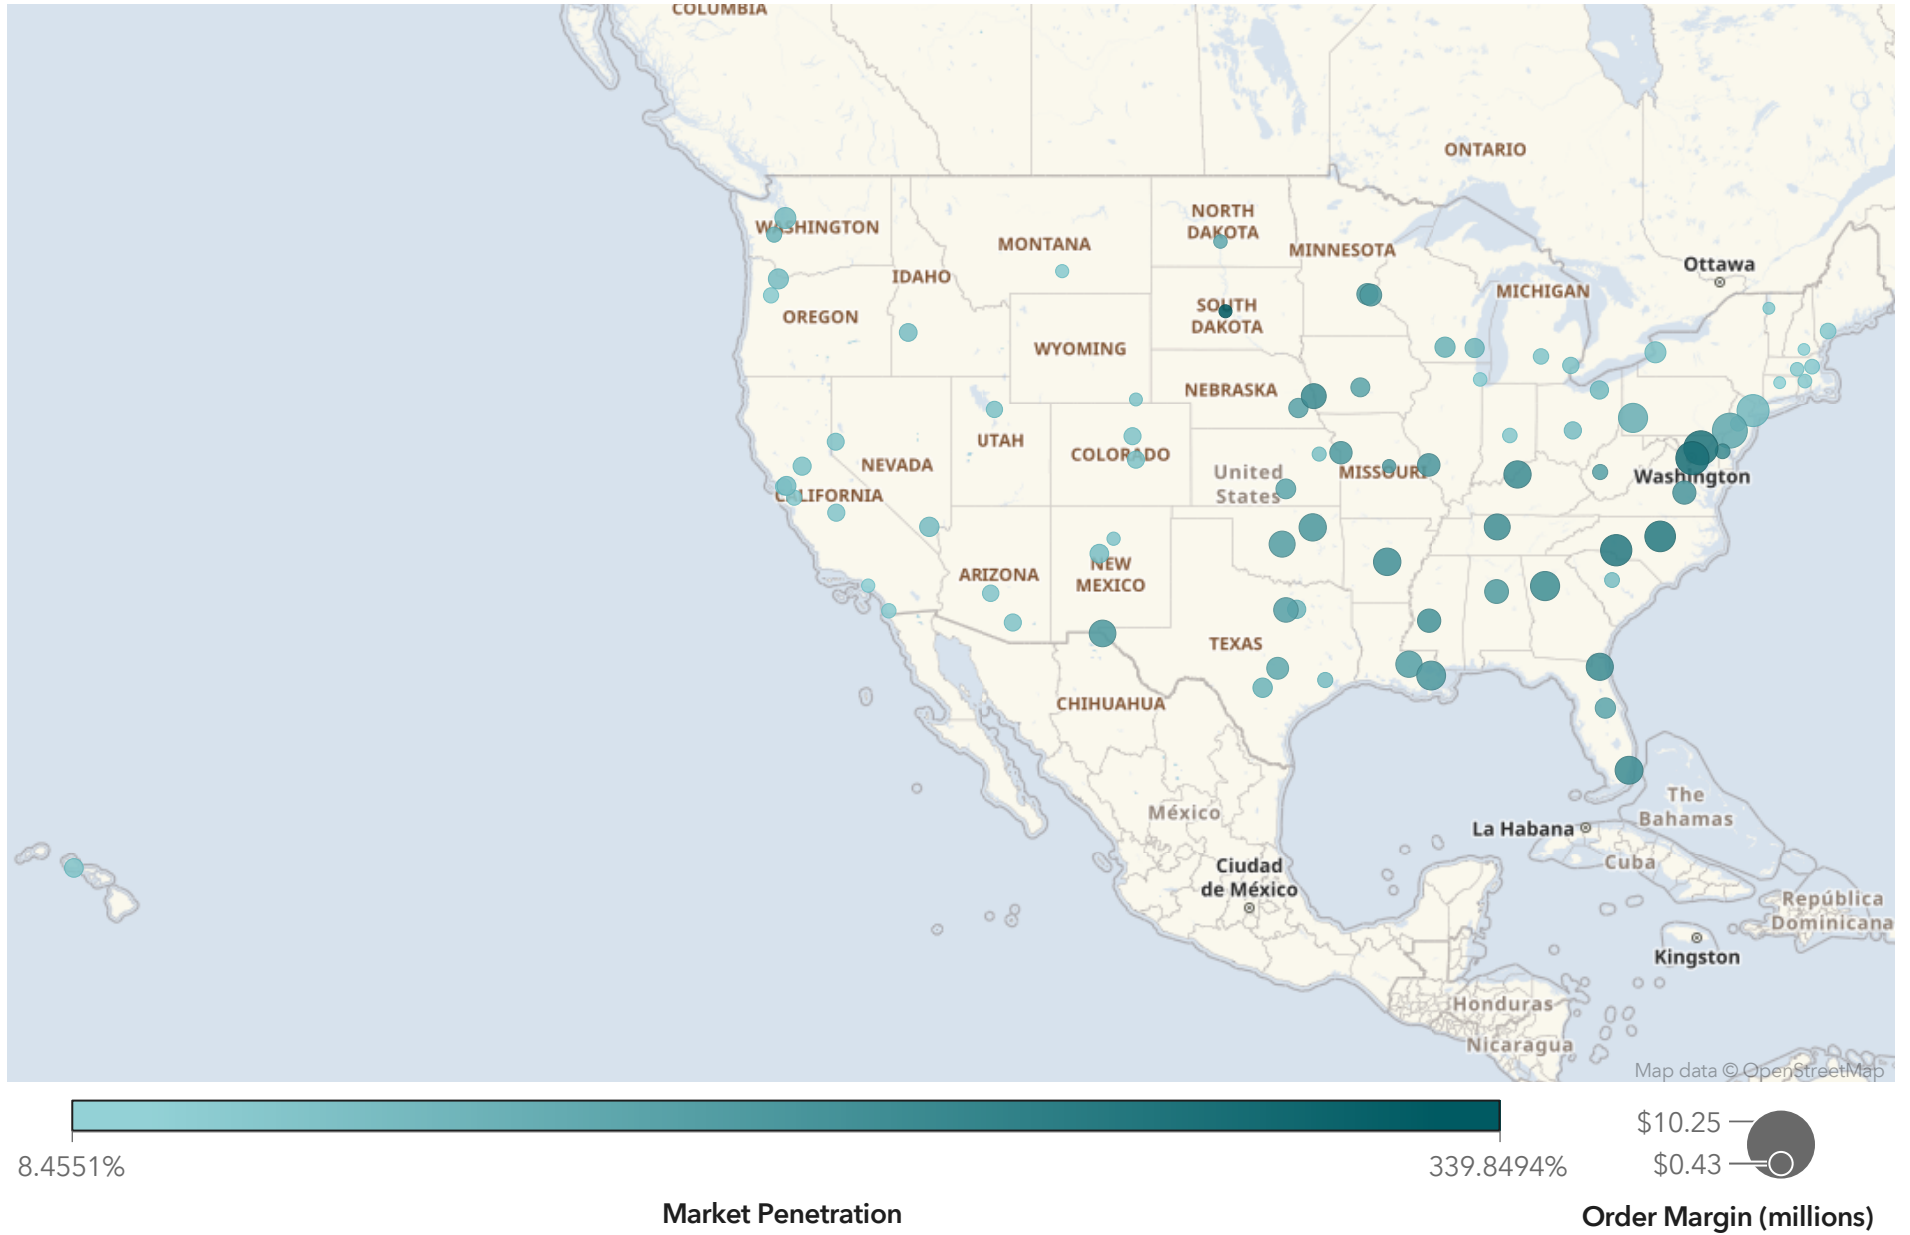 COLUMBIA
ONTARIO
WASHINGTON
MONTANA
NORTH
DAKOTA
MINNESOTA
Ottawa
IDAHO
OREGON
SOUTH
DAKOTA
MICHIGAN
WYOMING
NEBRASKA
UTAH
COLORADO
NEVADA
CALIFORNIA
United
States
MISSOURI
Washington
ARIZONA
NEW
MEXICO
TEXAS
CHIHUAHUA
México
The
Bahamas
La Habana
Cuba
Ciudad
de México
República
Dominicana
Kingston
Honduras
Nicaragua
Map data © OpenStreetMap
8.4551%
339.8494%
Market Penetration
$10.25
$0.43
Order Margin (millions)